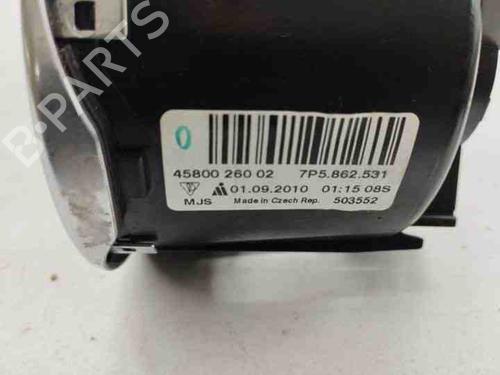 B-PARTS
0
45800 26 02 7P5.862.531
01.09.2010 01:15 08S
MJS Made in Czech Rep. 503552